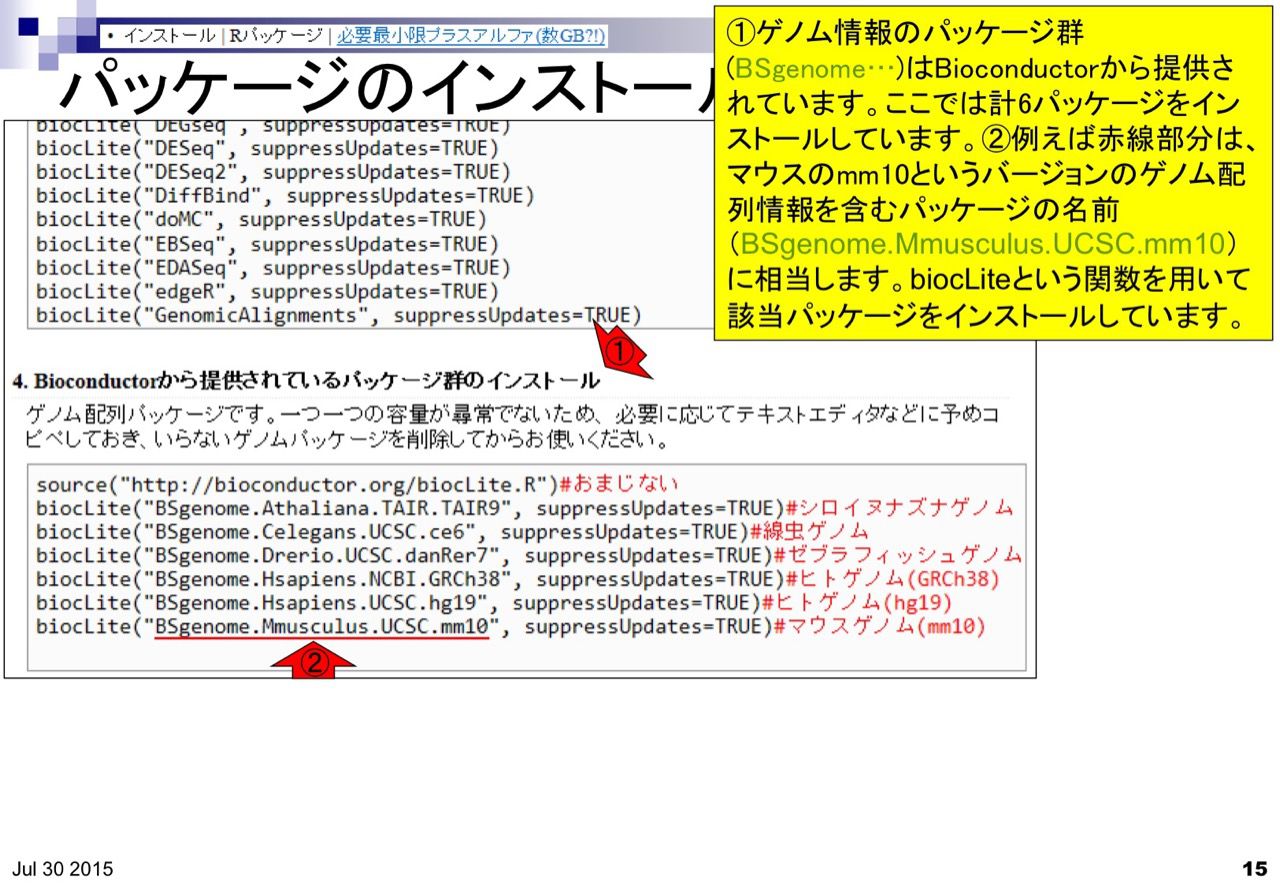 ・インストール | Rパッケージ | 必要最小限プラスアルファ(数GB?!)
パッケージのインストール
①ゲノム情報のパッケージ群
(BSgenome…)はBioconductorから提供さ
れています。ここでは計6パッケージをイン
ストールしています。②例えば赤線部分は、
マウスのmm10というバージョンのゲノム配
列情報を含むパッケージの名前
（BSgenome.Mmusculus.UCSC.mm10）
に相当します。biocLiteという関数を用いて
該当パッケージをインストールしています。
biocLite("DEGseq", suppressUpdates=TRUE)
biocLite("DESeq", suppressUpdates=TRUE)
biocLite("DESeq2", suppressUpdates=TRUE)
biocLite("DiffBind", suppressUpdates=TRUE)
biocLite("doMC", suppressUpdates=TRUE)
biocLite("EBSeq", suppressUpdates=TRUE)
biocLite("EDASeq", suppressUpdates=TRUE)
biocLite("edgeR", suppressUpdates=TRUE)
biocLite("GenomicAlignments", suppressUpdates=TRUE)
①
4. Bioconductorから提供されているパッケージ群のインストール
ゲノム配列パッケージです。一つ一つの容量が尋常でないため、必要に応じてテキストエディタなどに予めコ
ピペしておき、いらないゲノムパッケージを削除してからお使いください。
source("http://bioconductor.org/biocLite.R")#おまじない
biocLite("BSgenome.Athaliana.TAIR.TAIR9", suppressUpdates=TRUE)#シロイヌナズナゲノム
biocLite("BSgenome.Celegans.UCSC.ce6", suppressUpdates=TRUE)#線虫ゲノム
biocLite("BSgenome.Drerio.UCSC.danRer7", suppressUpdates=TRUE)#ゼブラフィッシュゲノム
biocLite("BSgenome.Hsapiens.NCBI.GRCh38", suppressUpdates=TRUE)#ヒトゲノム(GRCh38)
biocLite("BSgenome.Hsapiens.UCSC.hg19", suppressUpdates=TRUE)#ヒトゲノム(hg19)
biocLite("BSgenome.Mmusculus.UCSC.mm10", suppressUpdates=TRUE)#マウスゲノム(mm10)
②
Jul 30 2015
15